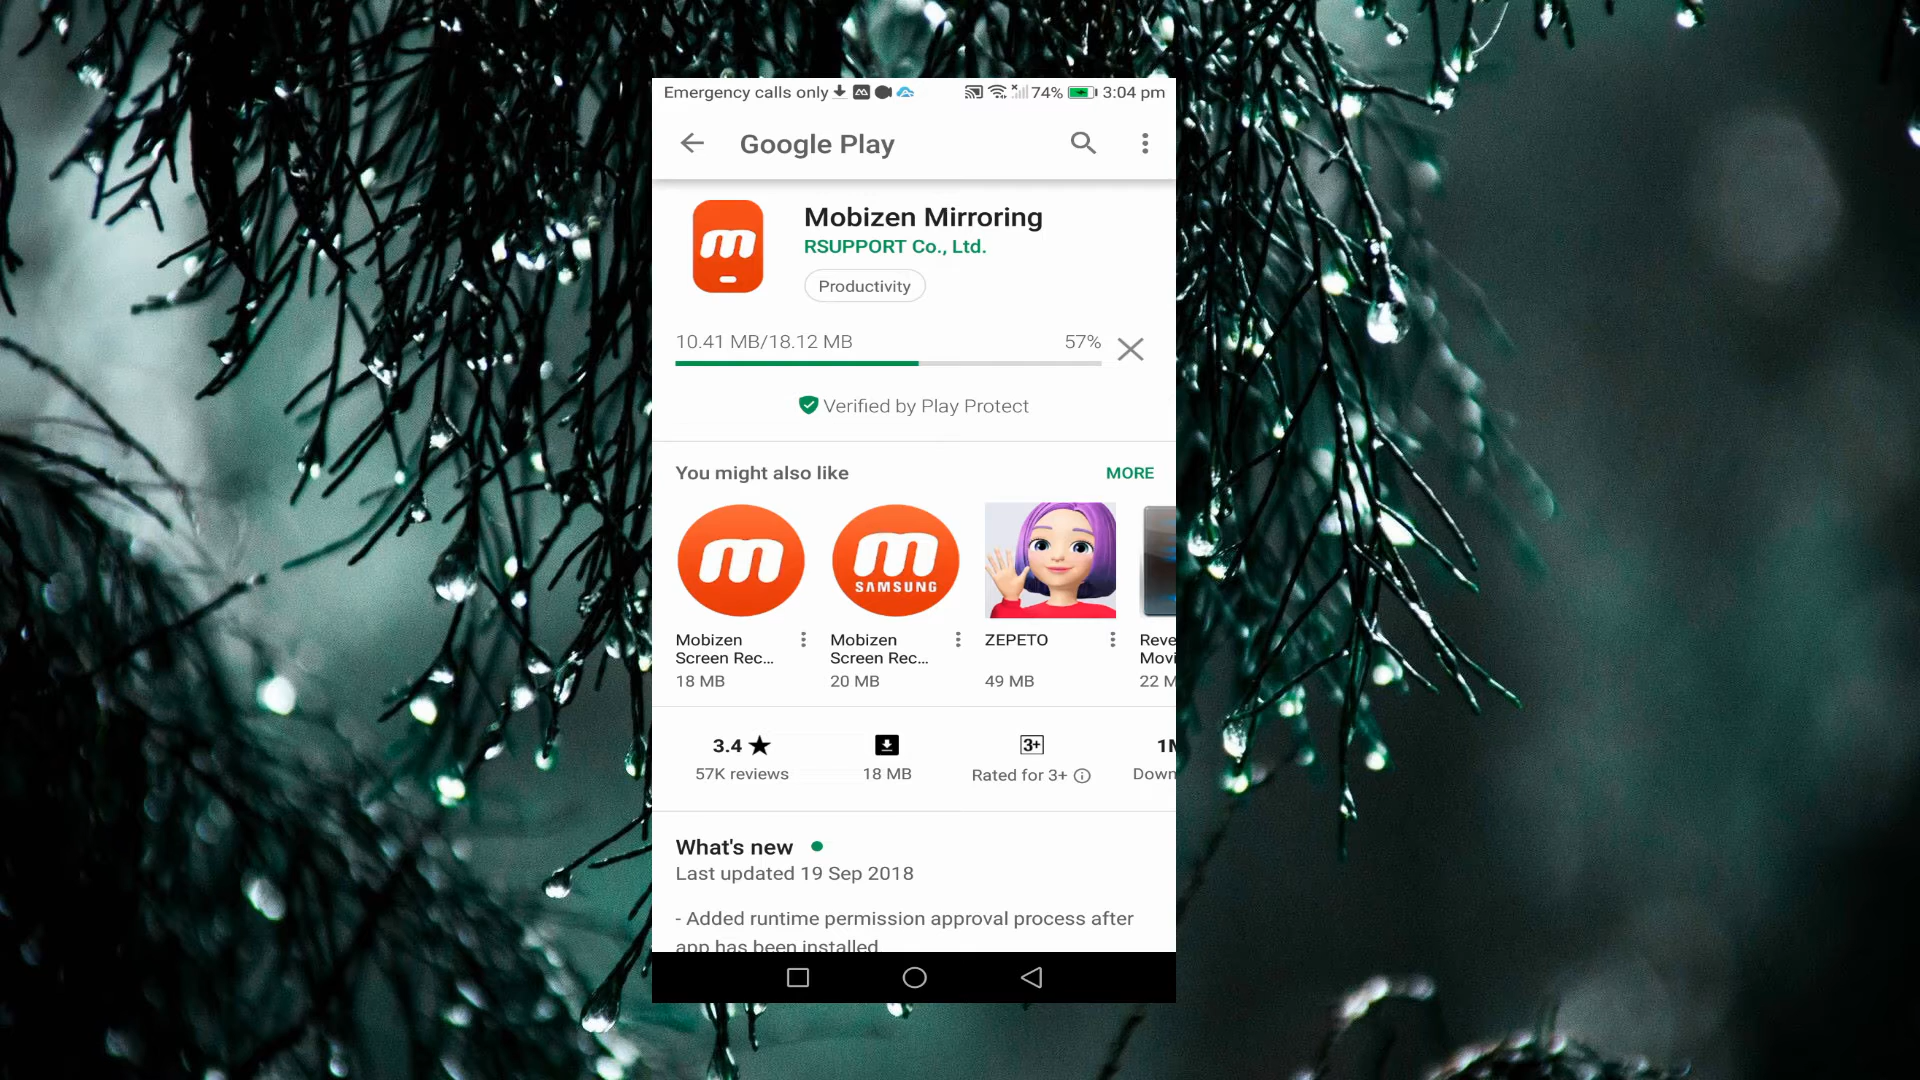 Emergency calls only 74% 3:04 pm
Google Play
m
Mobizen Mirroring
RSUPPORT Co., Ltd.
Productivity
10.41 MB/18.12 MB 57%
Verified by Play Protect
You might also like MORE
m m SAMSUNG
Mobizen Mobizen ZEPETO Reve
Screen Rec... Screen Rec... Movi
18 MB 20 MB 49 MB 22 M
3.4 ★ 3+ 1M
57K reviews 18 MB Rated for 3+ Down
What's new
Last updated 19 Sep 2018
- Added runtime permission approval process after
app has been installed